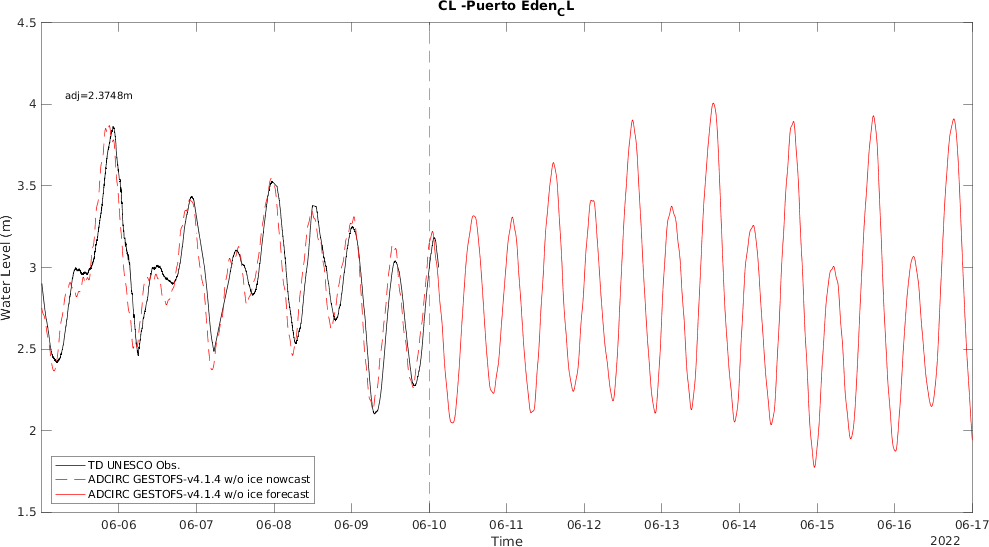 CL -Puerto Eden_CL
4.5
adj=2.3748m
4
3.5
3
2.5
2
1.5
Water Level (m)
TD UNESCO Obs.
ADCIRC GESTOFS-v4.1.4 w/o ice nowcast
ADCIRC GESTOFS-v4.1.4 w/o ice forecast
06-06 06-07 06-08 06-09 06-10 06-11 06-12 06-13 06-14 06-15 06-16 06-17
Time
2022